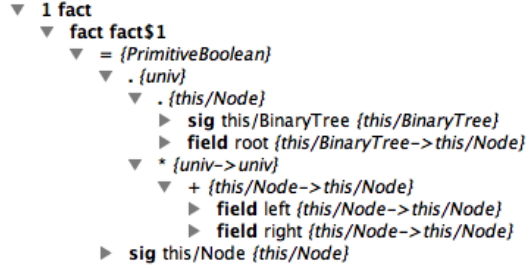 1 fact
fact fact$1
= {PrimitiveBoolean}
. {univ}
. {this/Node}
sig this/BinaryTree {this/BinaryTree}
field root {this/BinaryTree->this/Node}
* {univ->univ}
+ {this/Node->this/Node}
field left {this/Node->this/Node}
field right {this/Node->this/Node}
sig this/Node {this/Node}